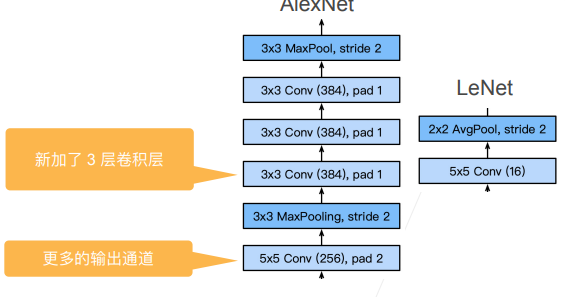 AlexNet
3x3 MaxPool, stride 2
3x3 Conv (384), pad 1
3x3 Conv (384), pad 1
新加了 3 层卷积层
3x3 Conv (384), pad 1
3x3 MaxPooling, stride 2
更多的输出通道
5x5 Conv (256), pad 2
LeNet
2x2 AvgPool, stride 2
5x5 Conv (16)